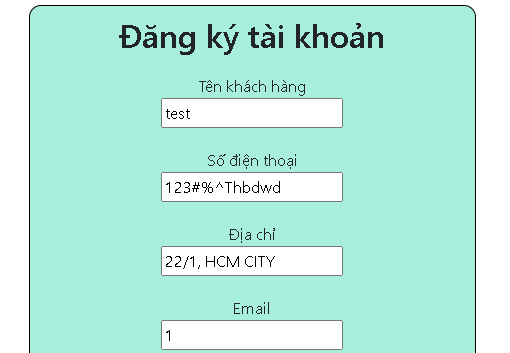 Đăng ký tài khoản
Tên khách hàng
test
Số điện thoại
123#%^Thbdwd
Địa chỉ
22/1, HCM CITY
Email
1